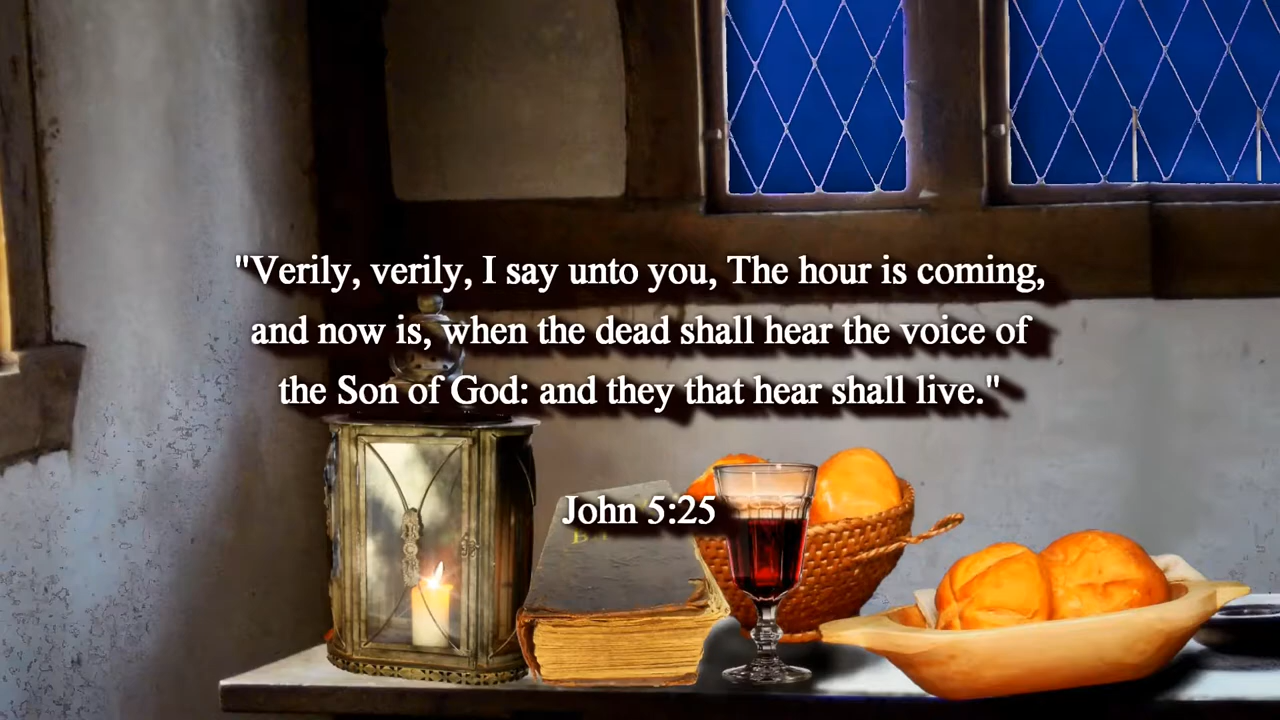 "Verily, verily, I say unto you, The hour is coming,
and now is, when the dead shall hear the voice of
the Son of God: and they that hear shall live."
John 5:25